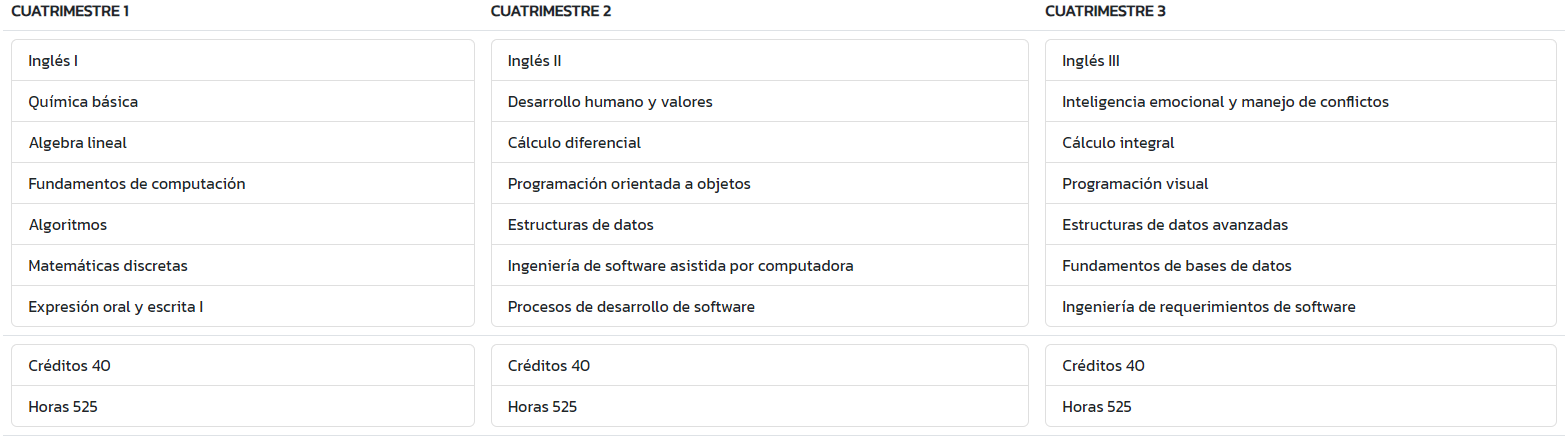 CUATRIMESTRE 1
Inglés I
Química básica
Algebra lineal
Fundamentos de computación
Algoritmos
Matemáticas discretas
Expresión oral y escrita I
Créditos 40
Horas 525
CUATRIMESTRE 2
Inglés II
Desarrollo humano y valores
Cálculo diferencial
Programación orientada a objetos
Estructuras de datos
Ingeniería de software asistida por computadora
Procesos de desarrollo de software
Créditos 40
Horas 525
CUATRIMESTRE 3
Inglés III
Inteligencia emocional y manejo de conflictos
Cálculo integral
Programación visual
Estructuras de datos avanzadas
Fundamentos de bases de datos
Ingeniería de requerimientos de software
Créditos 40
Horas 525